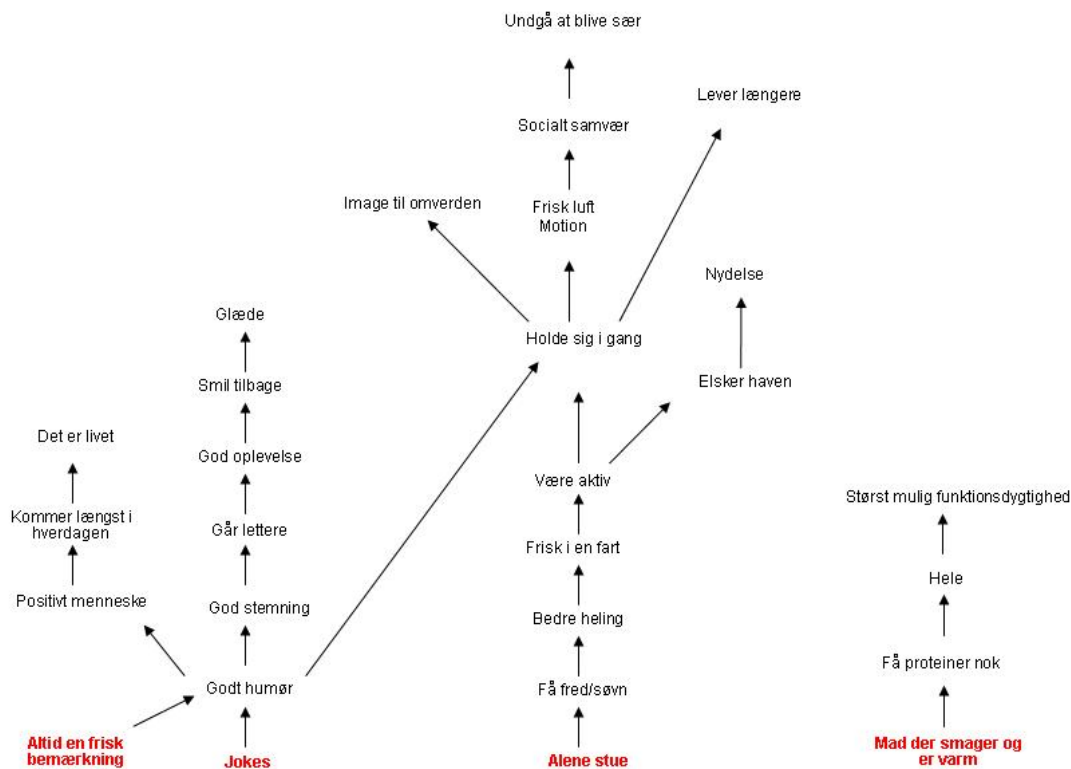 Undgå at blive sær
Lever længere
Socialt samvær
Image til omverden
Frisk luft
Motion
Nydelse
Glæde
Holde sig i gang
Smil tilbage
Elsker haven
Det er livet
God oplevelse
Være aktiv
Størst mulig funktionsdygtighed
Kommer længst i
hverdagen
Går lettere
Frisk i en fart
Hele
Positivt menneske
God stemning
Bedre heling
Få proteiner nok
Godt humør
Få fred/søvn
Altid en frisk
bemærkning
Jokes
Alene stue
Mad der smager og
er varm